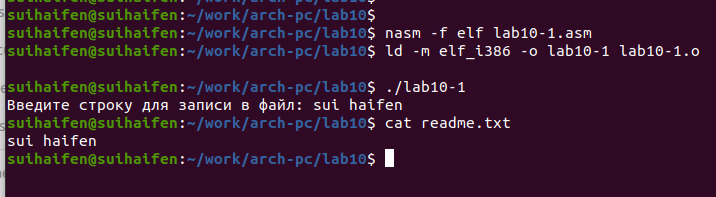 suihaifen@suihaifen:~/work/arch-pc/lab10$
suihaifen@suihaifen:~/work/arch-pc/lab10$ nasm -f elf lab10-1.asm
suihaifen@suihaifen:~/work/arch-pc/lab10$ ld -m elf_i386 -o lab10-1 lab10-1.o
suihaifen@suihaifen:~/work/arch-pc/lab10$ ./lab10-1
Введите строку для записи в файл: sui haifen
suihaifen@suihaifen:~/work/arch-pc/lab10$ cat readme.txt
sui haifen
suihaifen@suihaifen:~/work/arch-pc/lab10$